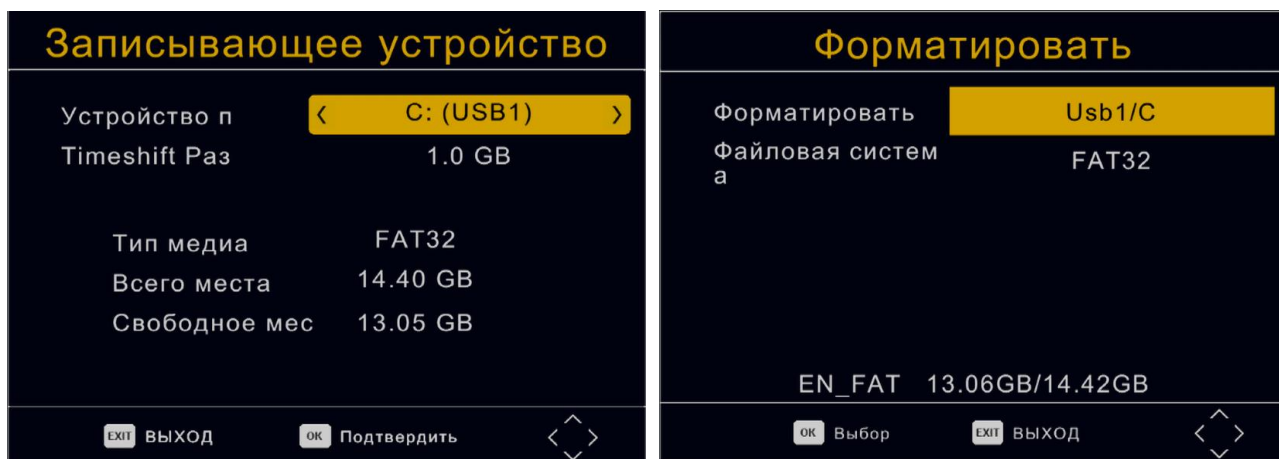 Записывающее устройство
Устройство п C: (USB1)
Timeshift Раз 1.0 GB
Тип медиа FAT32
Всего места 14.40 GB
Свободное мес 13.05 GB
EXIT ВЫХОД OK Подтвердить
Форматировать
Форматировать Usb1/C
Файловая систем
а FAT32
EN_FAT 13.06GB/14.42GB
OK Выбор EXIT ВЫХОД